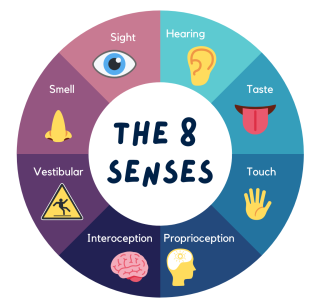 Sight
Hearing
Smell
Taste
THE 8
SENSES
Vestibular
Touch
Interoception
Proprioception